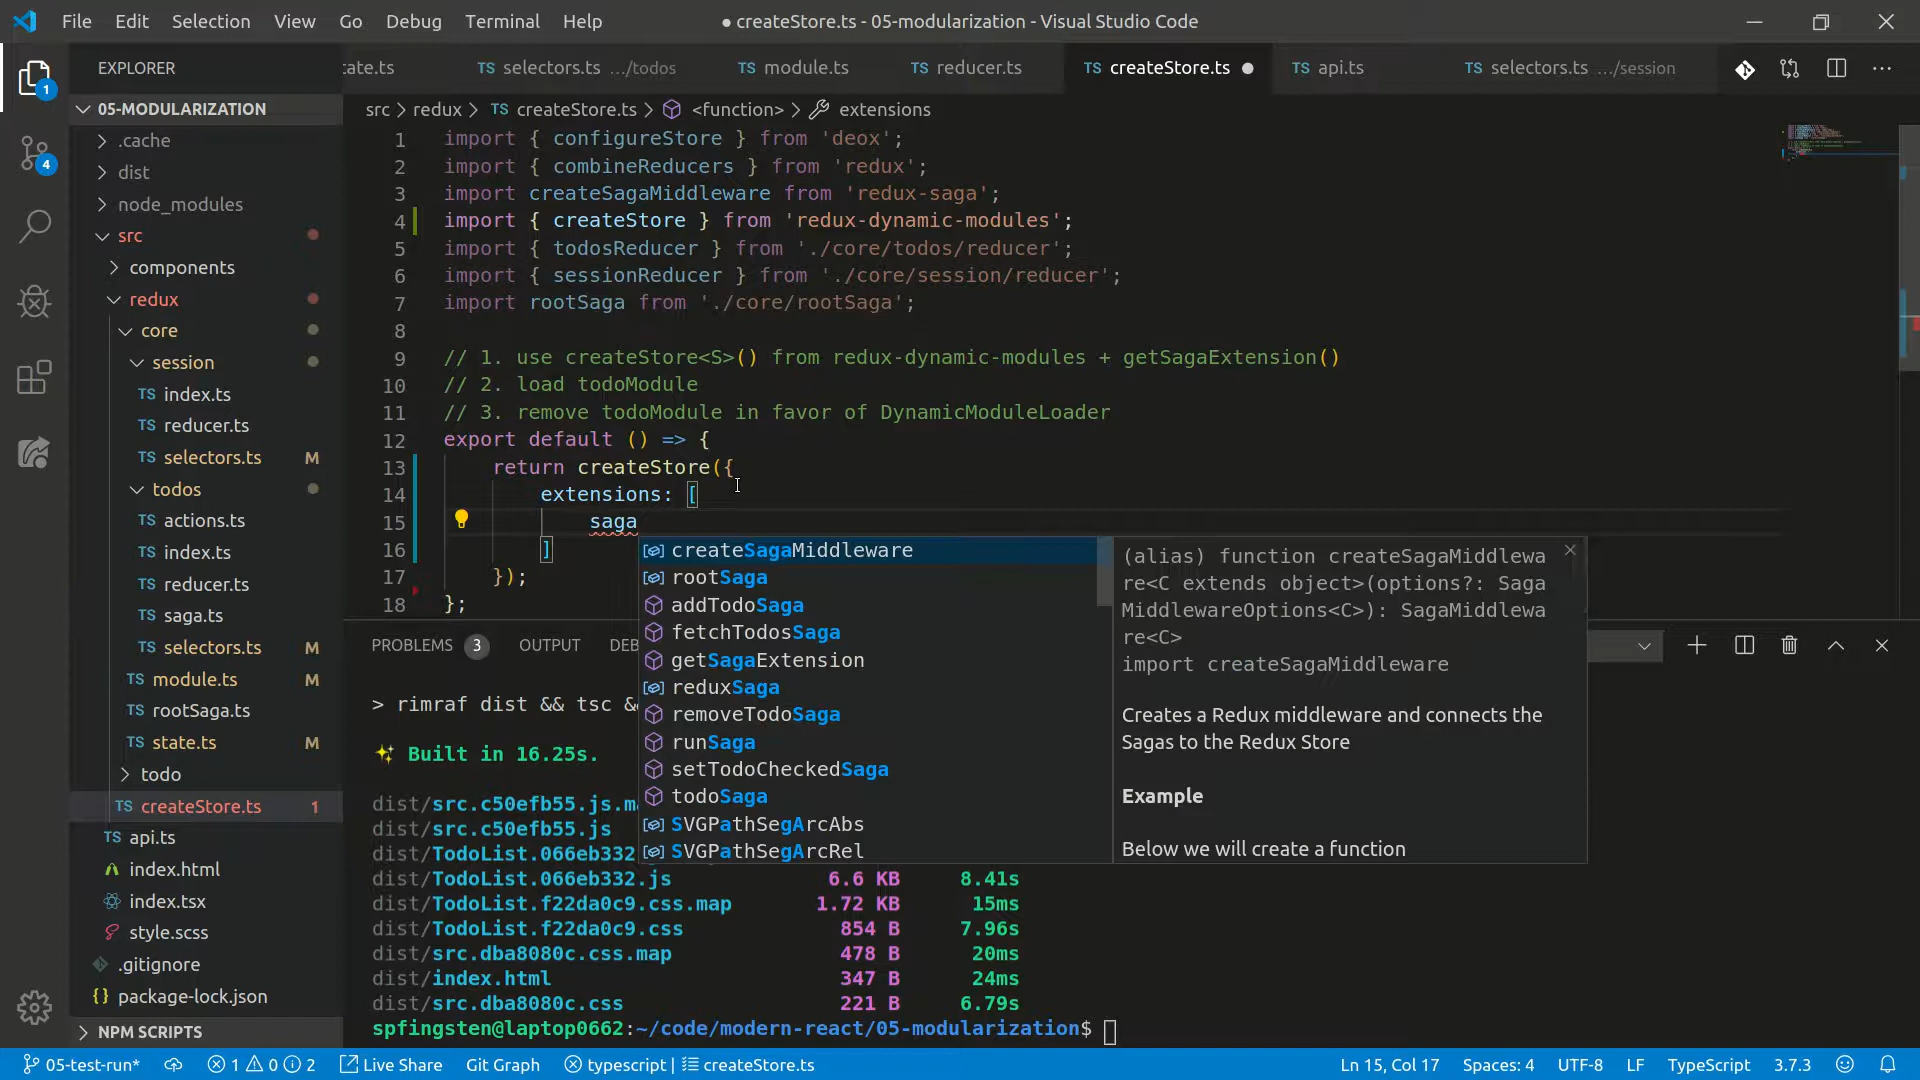 File Edit Selection View Go Debug Terminal Help
● createStore.ts - 05-modularization - Visual Studio Code
EXPLORER
05-MODULARIZATION
.cache
dist
node_modules
src
components
redux
core
session
TS index.ts
TS reducer.ts
TS selectors.ts M
todos
TS actions.ts
TS index.ts
TS reducer.ts
TS saga.ts
TS selectors.ts M
TS module.ts M
TS rootSaga.ts
TS state.ts M
todo
TS createStore.ts 1
TS api.ts
index.html
index.tsx
style.scss
.gitignore
{} package-lock.json
NPM SCRIPTS
1
4
tate.ts TS selectors.ts .../todos TS module.ts TS reducer.ts TS createStore.ts ● TS api.ts TS selectors.ts .../session
src > redux > TS createStore.ts > <function> > extensions
1 import { configureStore } from 'deox';
2 import { combineReducers } from 'redux';
3 import createSagaMiddleware from 'redux-saga';
4 import { createStore } from 'redux-dynamic-modules';
5 import { todosReducer } from './core/todos/reducer';
6 import { sessionReducer } from './core/session/reducer';
7 import rootSaga from './core/rootSaga';
8
9 // 1. use createStore<S>() from redux-dynamic-modules + getSagaExtension()
10 // 2. load todoModule
11 // 3. remove todoModule in favor of DynamicModuleLoader
12 export default () => {
13 return createStore({
14 extensions: [
15 saga
16 ]
17 });
18 };
createSagaMiddleware
rootSaga
addTodoSaga
fetchTodosSaga
getSagaExtension
reduxSaga
removeTodoSaga
runSaga
setTodoCheckedSaga
todoSaga
SVGPathSegArcAbs
SVGPathSegArcRel
(alias) function createSagaMiddlewa
re<C extends object>(options?: Saga
MiddlewareOptions<C>): SagaMiddlewa
re<C>
import createSagaMiddleware
Creates a Redux middleware and connects the
Sagas to the Redux Store
Example
Below we will create a function
PROBLEMS 3 OUTPUT DEB
> rimraf dist && tsc &
✨ Built in 16.25s.
dist/src.c50efb55.js.m
dist/src.c50efb55.js
dist/TodoList.066eb332
dist/TodoList.066eb332.js 6.6 KB 8.41s
dist/TodoList.f22da0c9.css.map 1.72 KB 15ms
dist/TodoList.f22da0c9.css 854 B 7.96s
dist/src.dba8080c.css.map 478 B 20ms
dist/index.html 347 B 24ms
dist/src.dba8080c.css 221 B 6.79s
spfingsten@laptop0662:~/code/modern-react/05-modularization$
05-test-run* 1 0 2 Live Share Git Graph typescript | createStore.ts Ln 15, Col 17 Spaces: 4 UTF-8 LF TypeScript 3.7.3